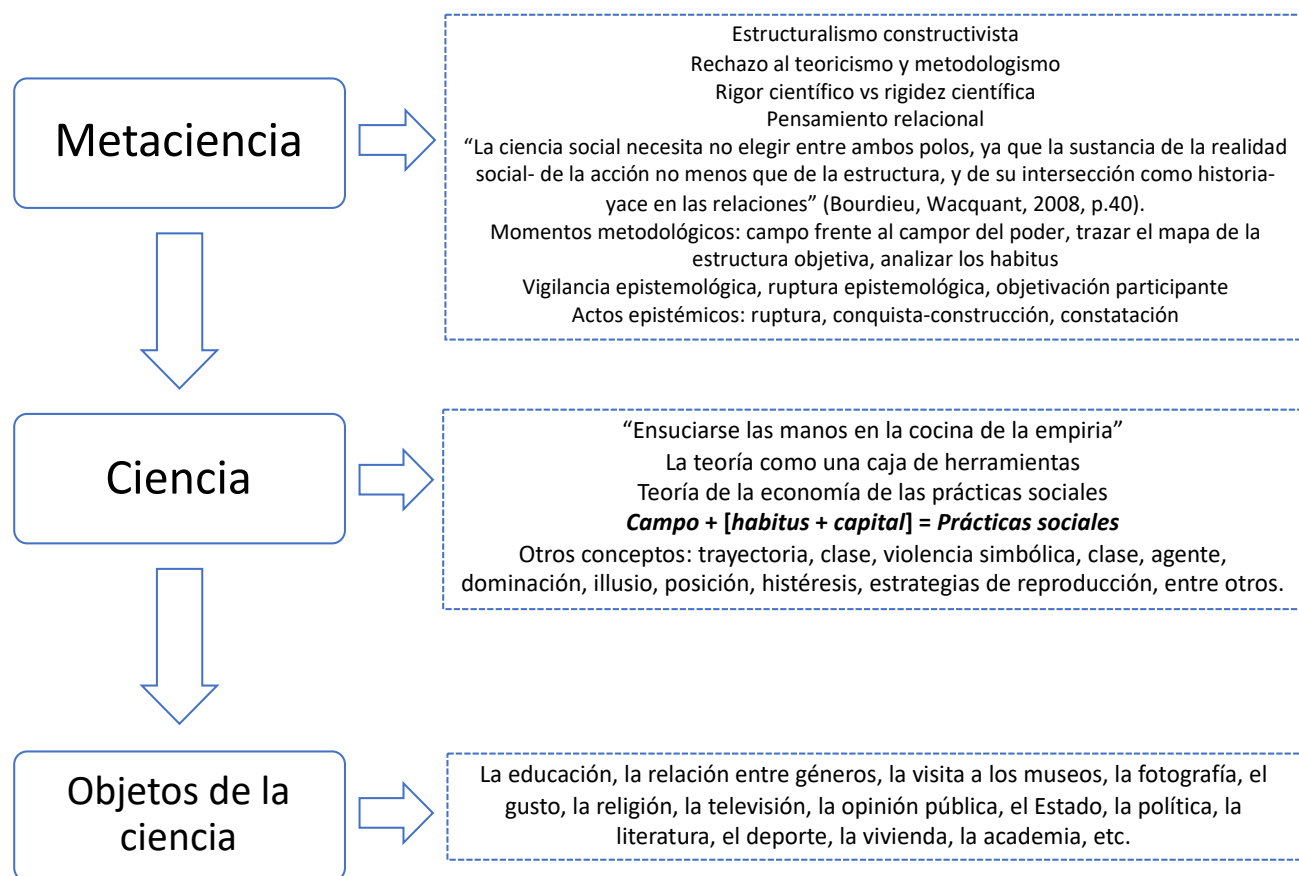 Metaciencia
Estructuralismo constructivista
Rechazo al teoricismo y metodologismo
Rigor científico vs rigidez científica
Pensamiento relacional
“La ciencia social necesita no elegir entre ambos polos, ya que la sustancia de la realidad
social- de la acción no menos que de la estructura, y de su intersección como historia-
yace en las relaciones” (Bourdieu, Wacquant, 2008, p.40).
Momentos metodológicos: campo frente al campor del poder, trazar el mapa de la
estructura objetiva, analizar los habitus
Vigilancia epistemológica, ruptura epistemológica, objetivación participante
Actos epistémicos: ruptura, conquista-construcción, constatación
Ciencia
“Ensuciarse las manos en la cocina de la empiria”
La teoría como una caja de herramientas
Teoría de la economía de las prácticas sociales
Campo + [habitus + capital] = Prácticas sociales
Otros conceptos: trayectoria, clase, violencia simbólica, clase, agente,
dominación, illusio, posición, histéresis, estrategias de reproducción, entre otros.
Objetos de la
ciencia
La educación, la relación entre géneros, la visita a los museos, la fotografía, el
gusto, la religión, la televisión, la opinión pública, el Estado, la política, la
literatura, el deporte, la vivienda, la academia, etc.